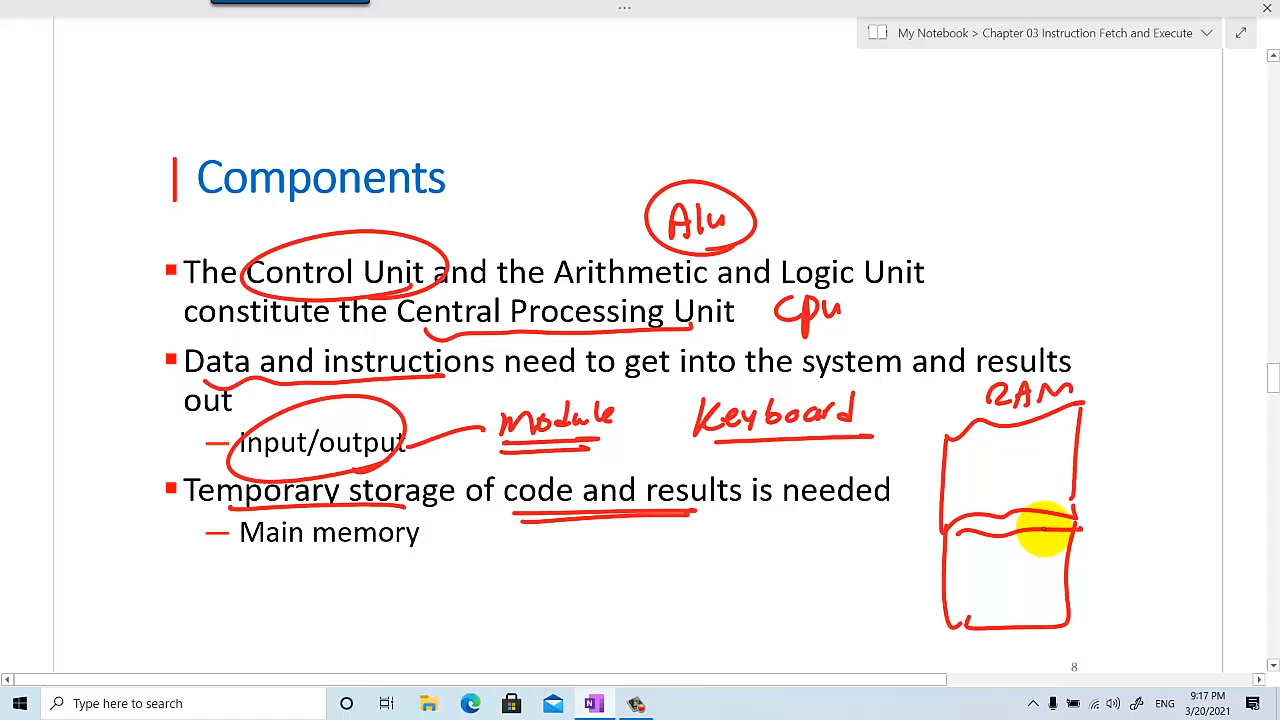 ...
My Notebook > Chapter 03 Instruction Fetch and Execute
Components
Alu
The Control Unit and the Arithmetic and Logic Unit
constitute the Central Processing Unit
Cpu
Data and instructions need to get into the system and results
out
RAM
— Input/output
Module
Keyboard
Temporary storage of code and results is needed
— Main memory
8
Type here to search
ENG
9:17 PM
3/20/2021